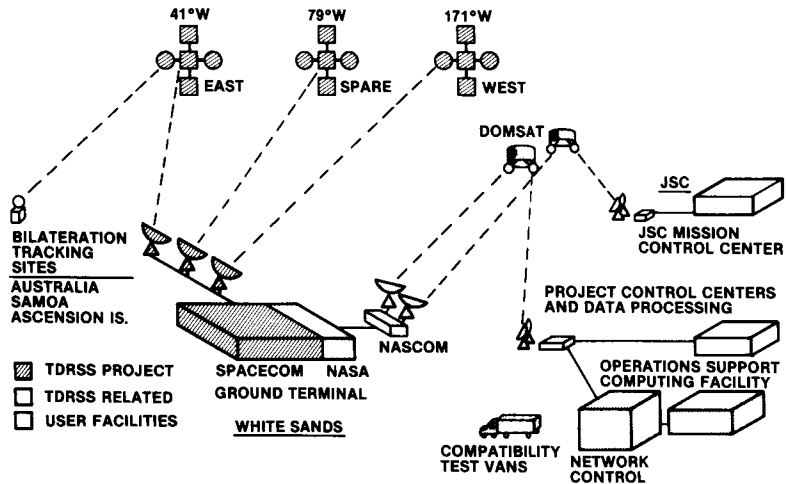 41°W
79°W
171°W
EAST
SPARE
WEST
DOMSAT
JSC
JSC MISSION
CONTROL CENTER
BILATERATION
TRACKING
SITES
AUSTRALIA
SAMOA
ASCENSION IS.
PROJECT CONTROL CENTERS
AND DATA PROCESSING
NASCOM
SPACECOM
NASA
GROUND TERMINAL
WHITE SANDS
OPERATIONS SUPPORT
COMPUTING FACILITY
TDRSS PROJECT
TDRSS RELATED
USER FACILITIES
COMPATIBILITY
TEST VANS
NETWORK
CONTROL